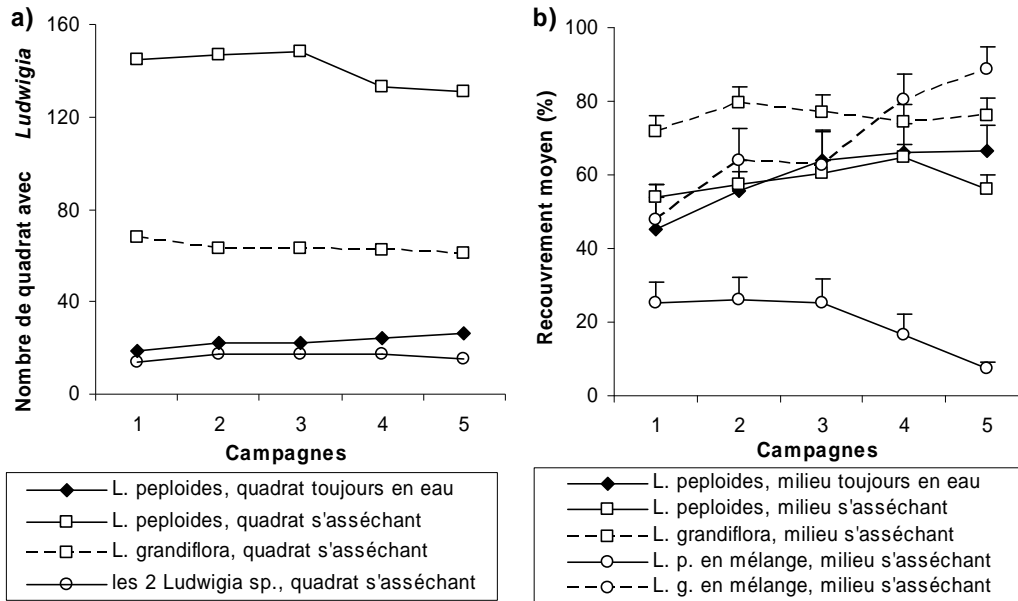 a)
Nombre de quadrat avec Ludwigia
160
120
80
40
0
1 2 3 4 5
Campagnes
L. peploides, quadrat toujours en eau
L. peploides, quadrat s'asséchant
L. grandiflora, quadrat s'asséchant
les 2 Ludwigia sp., quadrat s'asséchant
b)
Recouvrement moyen (%)
100
80
60
40
20
0
1 2 3 4 5
Campagnes
L. peploides, milieu toujours en eau
L. peploides, milieu s'asséchant
L. grandiflora, milieu s'asséchant
L. p. en mélange, milieu s'asséchant
L. g. en mélange, milieu s'asséchant